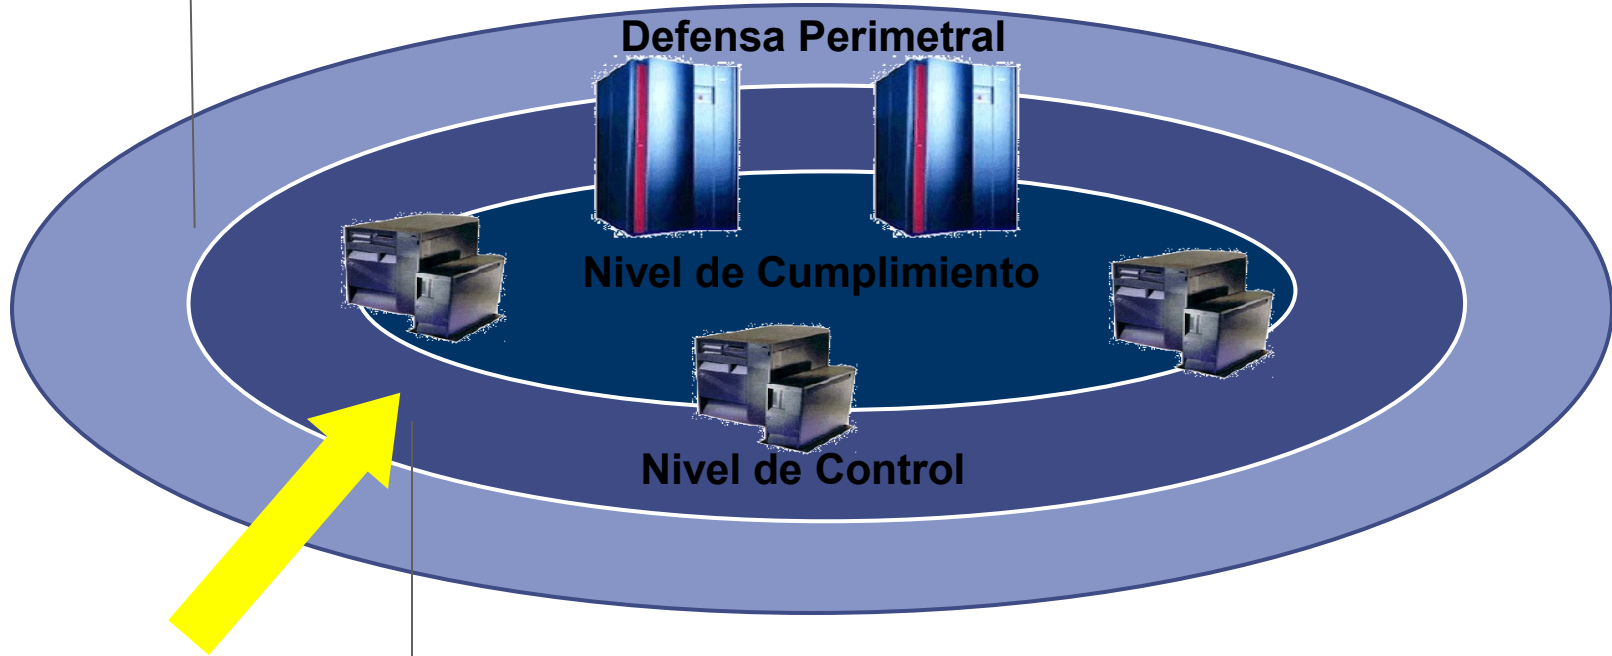 Defensa Perimetral
Nivel de Cumplimiento
Nivel de Control